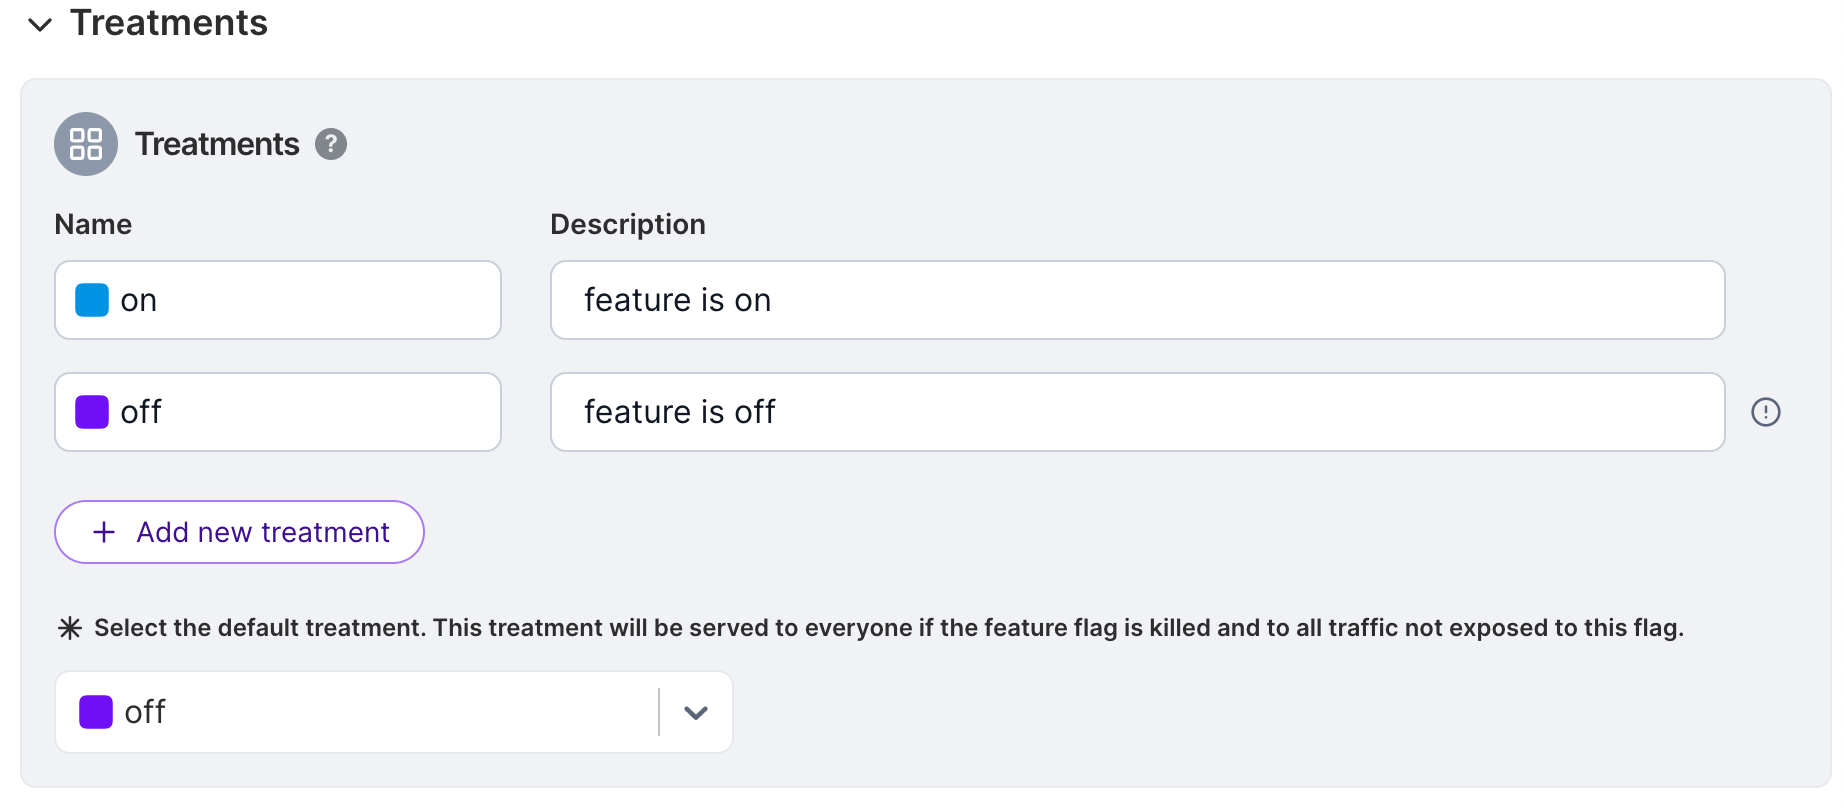 Treatments
Treatments ?
Name Description
on feature is on
off feature is off
+ Add new treatment
* Select the default treatment. This treatment will be served to everyone if the feature flag is killed and to all traffic not exposed to this flag.
off